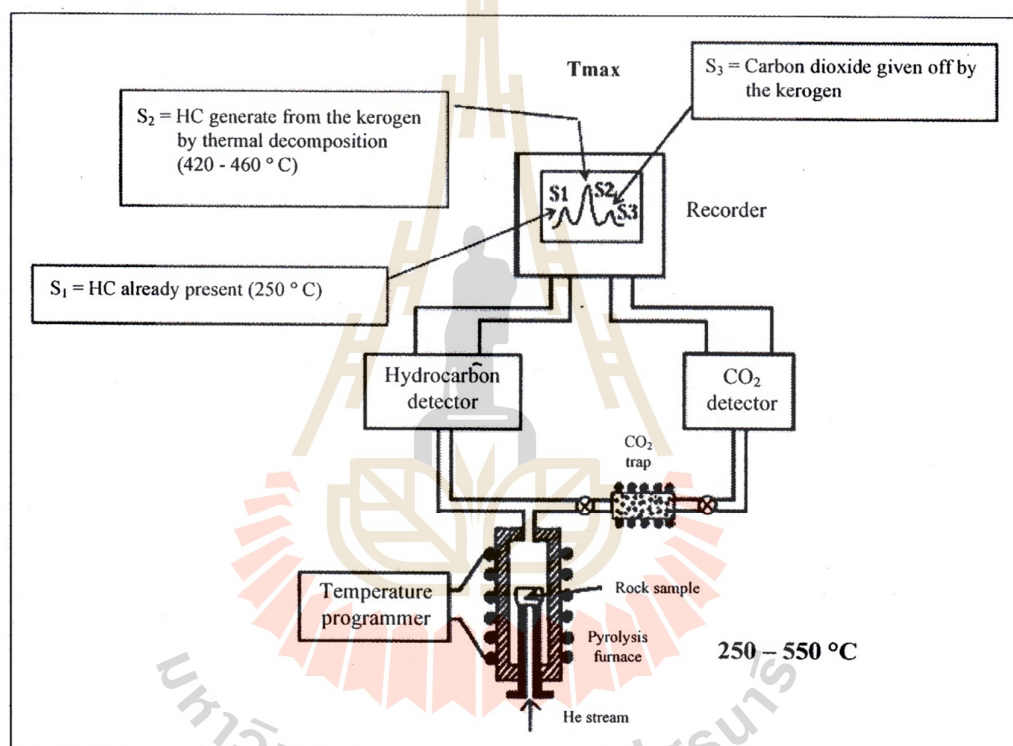 Tmax
S₃ = Carbon dioxide given off by
the kerogen
S₂ = HC generate from the kerogen
by thermal decomposition
(420 - 460 ° C)
S1
S2
S3
Recorder
S₁ = HC already present (250 ° C)
Hydrocarbon
detector
CO₂
detector
CO₂
trap
Temperature
programmer
Rock sample
Pyrolysis
furnace
250 – 550 °C
He stream